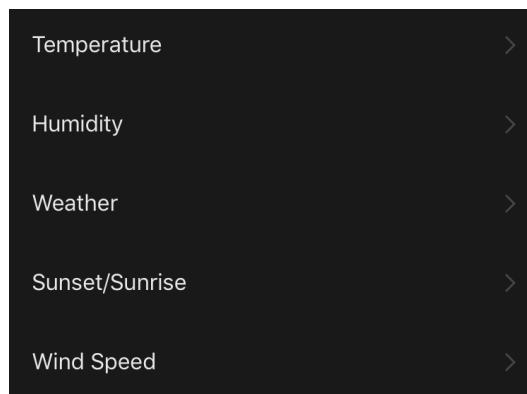 Temperature
Humidity
Weather
Sunset/Sunrise
Wind Speed